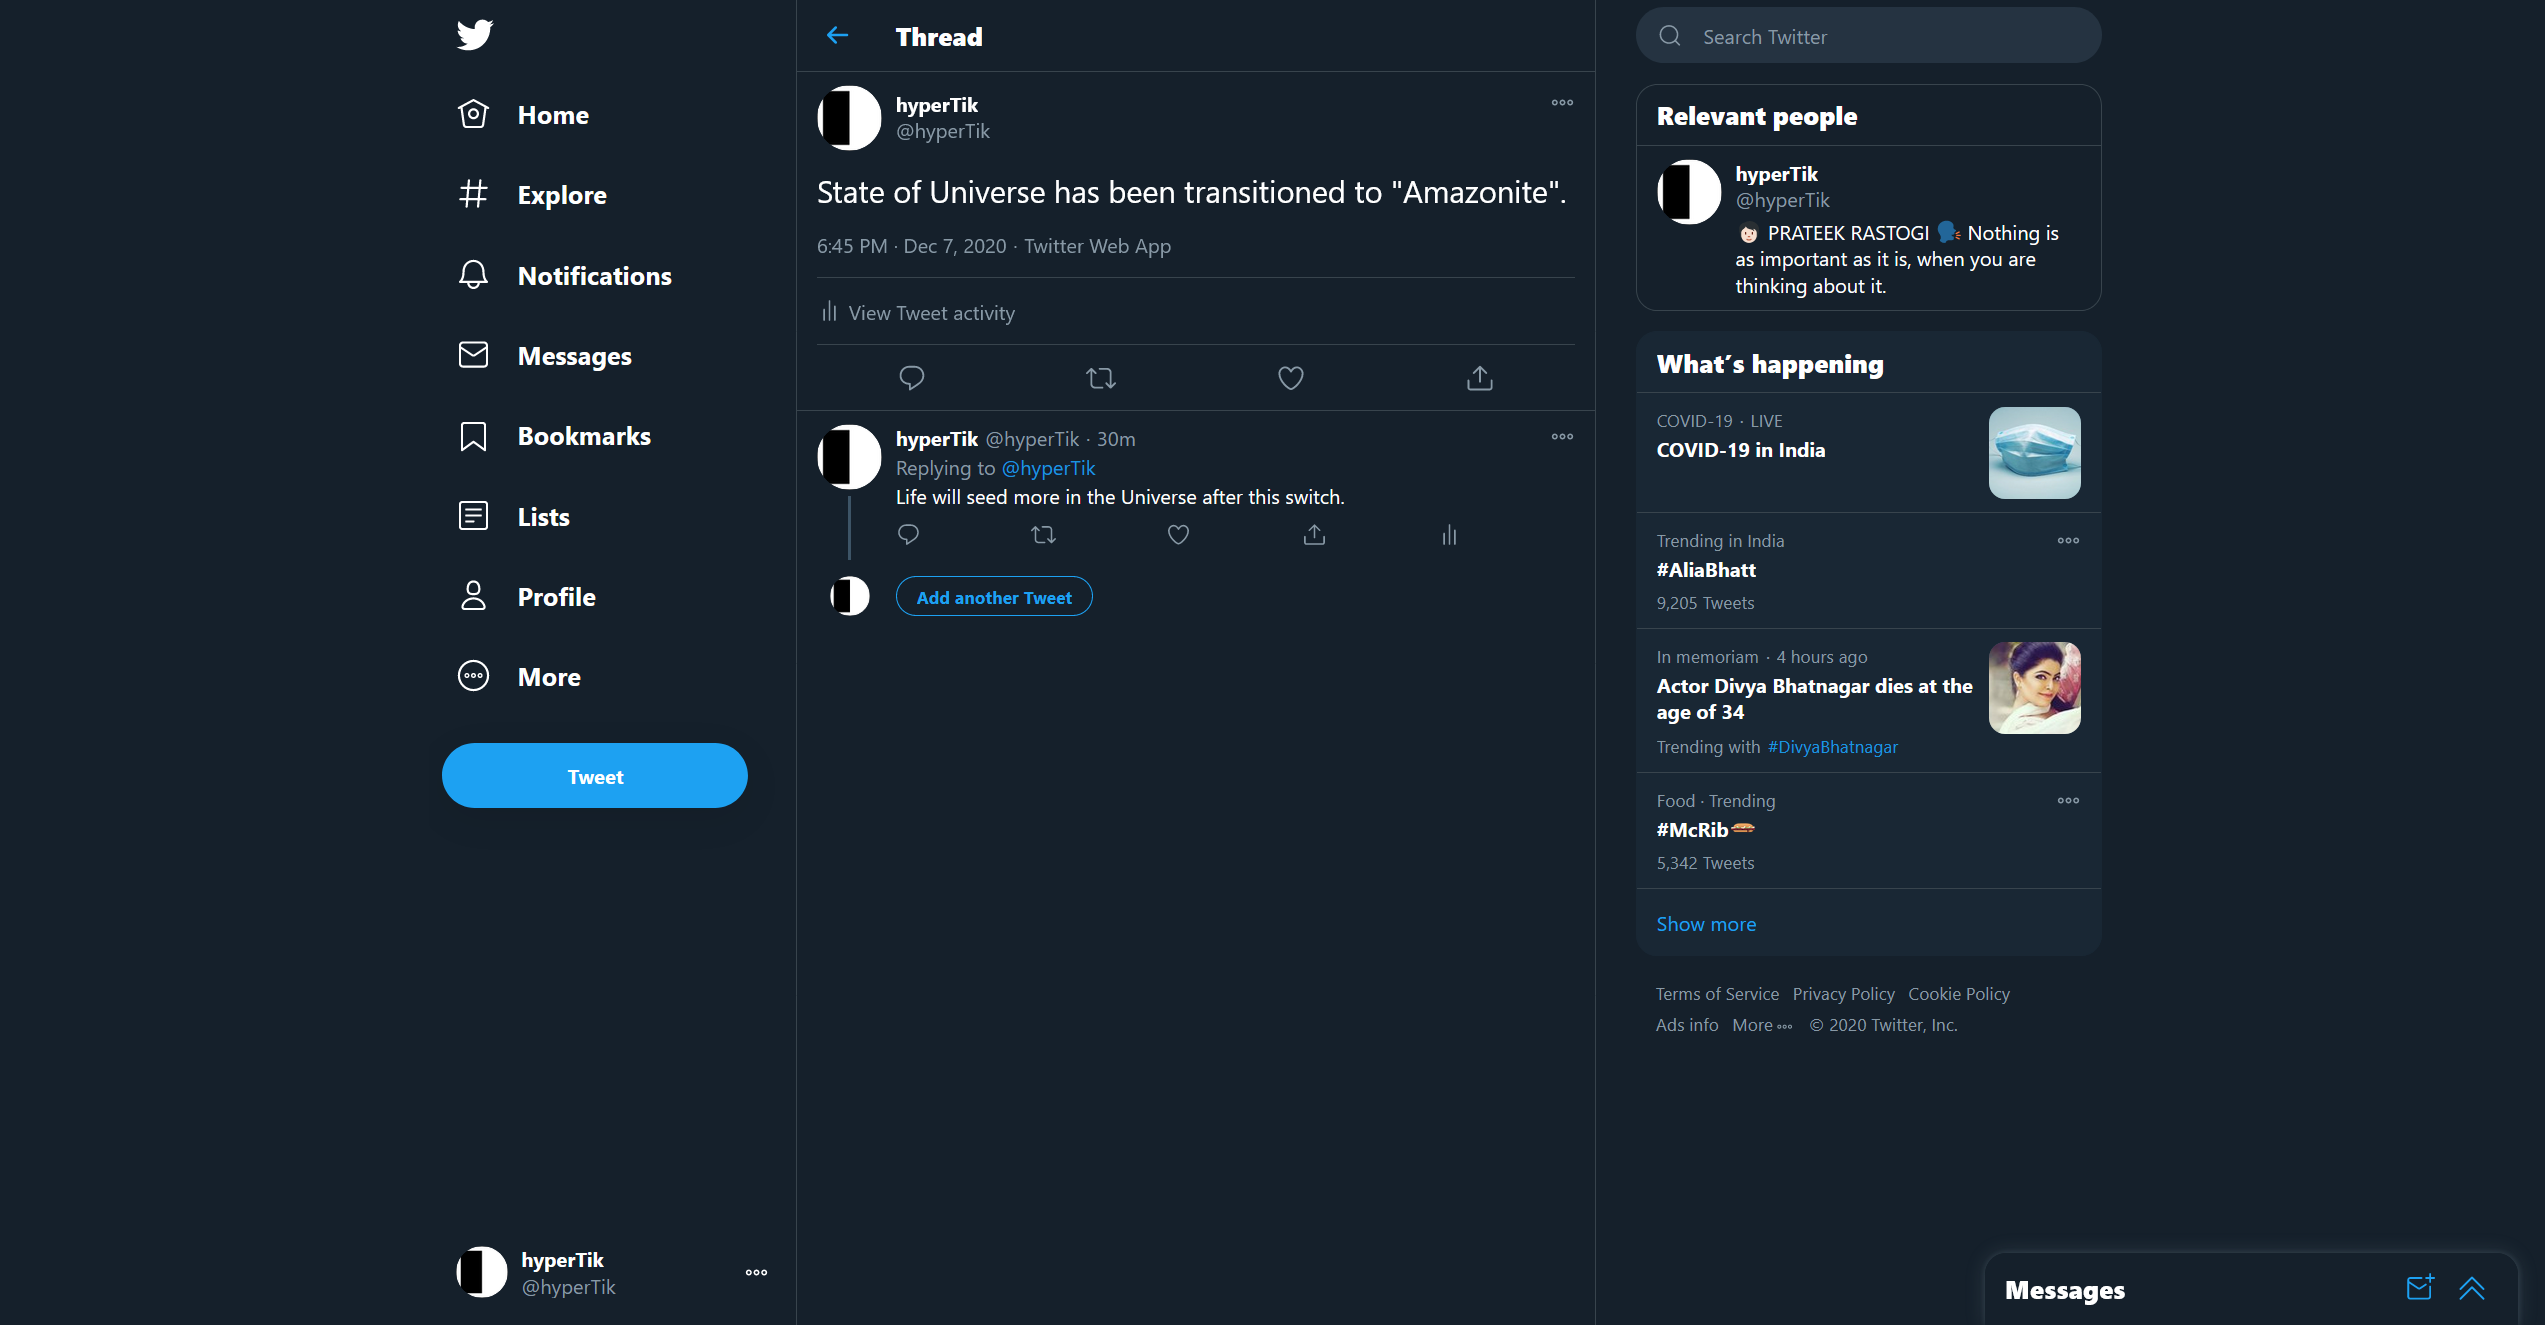 Home
Explore
Notifications
Messages
Bookmarks
Lists
Profile
More
Tweet
hyperTik
@hyperTik
Thread
hyperTik
@hyperTik
State of Universe has been transitioned to "Amazonite".
6:45 PM · Dec 7, 2020 · Twitter Web App
View Tweet activity
hyperTik @hyperTik · 30m
Replying to @hyperTik
Life will seed more in the Universe after this switch.
Add another Tweet
Search Twitter
Relevant people
hyperTik
@hyperTik
PRATEEK RASTOGI Nothing is
as important as it is, when you are
thinking about it.
What's happening
COVID-19 · LIVE
COVID-19 in India
Trending in India
#AliaBhatt
9,205 Tweets
In memoriam · 4 hours ago
Actor Divya Bhatnagar dies at the
age of 34
Trending with #DivyaBhatnagar
Food · Trending
#McRib
5,342 Tweets
Show more
Terms of Service Privacy Policy Cookie Policy
Ads info More © 2020 Twitter, Inc.
Messages